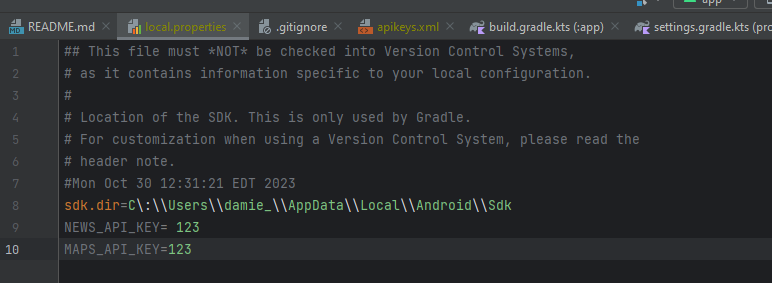 app
README.md
local.properties
.gitignore
apikeys.xml
build.gradle.kts (:app)
settings.gradle.kts (pro
1 ## This file must *NOT* be checked into Version Control Systems,
2 # as it contains information specific to your local configuration.
3 #
4 # Location of the SDK. This is only used by Gradle.
5 # For customization when using a Version Control System, please read the
6 # header note.
7 #Mon Oct 30 12:31:21 EDT 2023
8 sdk.dir=C\:\\Users\\damie_\\AppData\\Local\\Android\\Sdk
9 NEWS_API_KEY= 123
10 MAPS_API_KEY=123